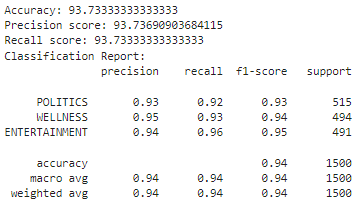 Accuracy: 93.73333333333333
Precision score: 93.73690903684115
Recall score: 93.73333333333333
Classification Report:
precision recall f1-score support
POLITICS 0.93 0.92 0.93 515
WELLNESS 0.95 0.93 0.94 494
ENTERTAINMENT 0.94 0.96 0.95 491
accuracy 0.94 1500
macro avg 0.94 0.94 0.94 1500
weighted avg 0.94 0.94 0.94 1500